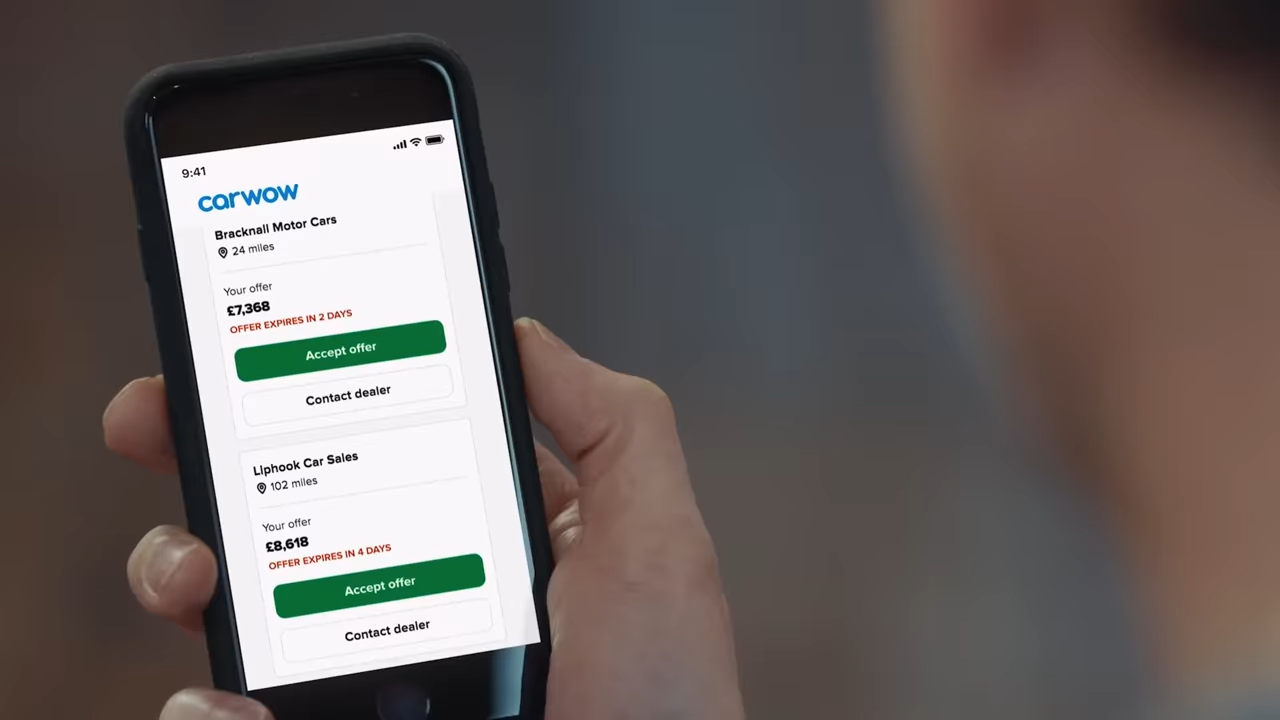 9:41
carwow
Bracknall Motor Cars
24 miles
Your offer
£7,368
OFFER EXPIRES IN 2 DAYS
Accept offer
Contact dealer
Liphook Car Sales
102 miles
Your offer
£8,618
OFFER EXPIRES IN 4 DAYS
Accept offer
Contact dealer